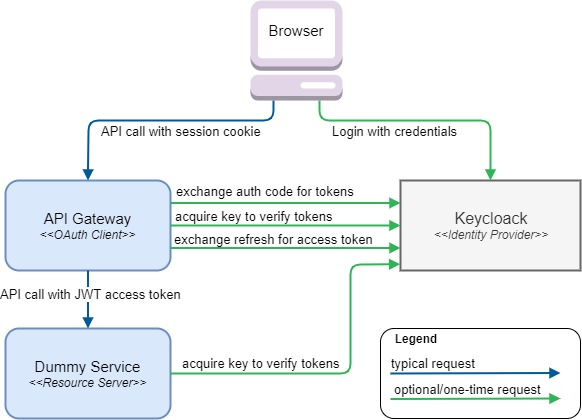 Browser
API call with session cookie
Login with credentials
API Gateway
<<OAuth Client>>
exchange auth code for tokens
acquire key to verify tokens
exchange refresh for access token
Keycloack
<<Identity Provider>>
API call with JWT access token
Dummy Service
<<Resource Server>>
acquire key to verify tokens
Legend
typical request
optional/one-time request